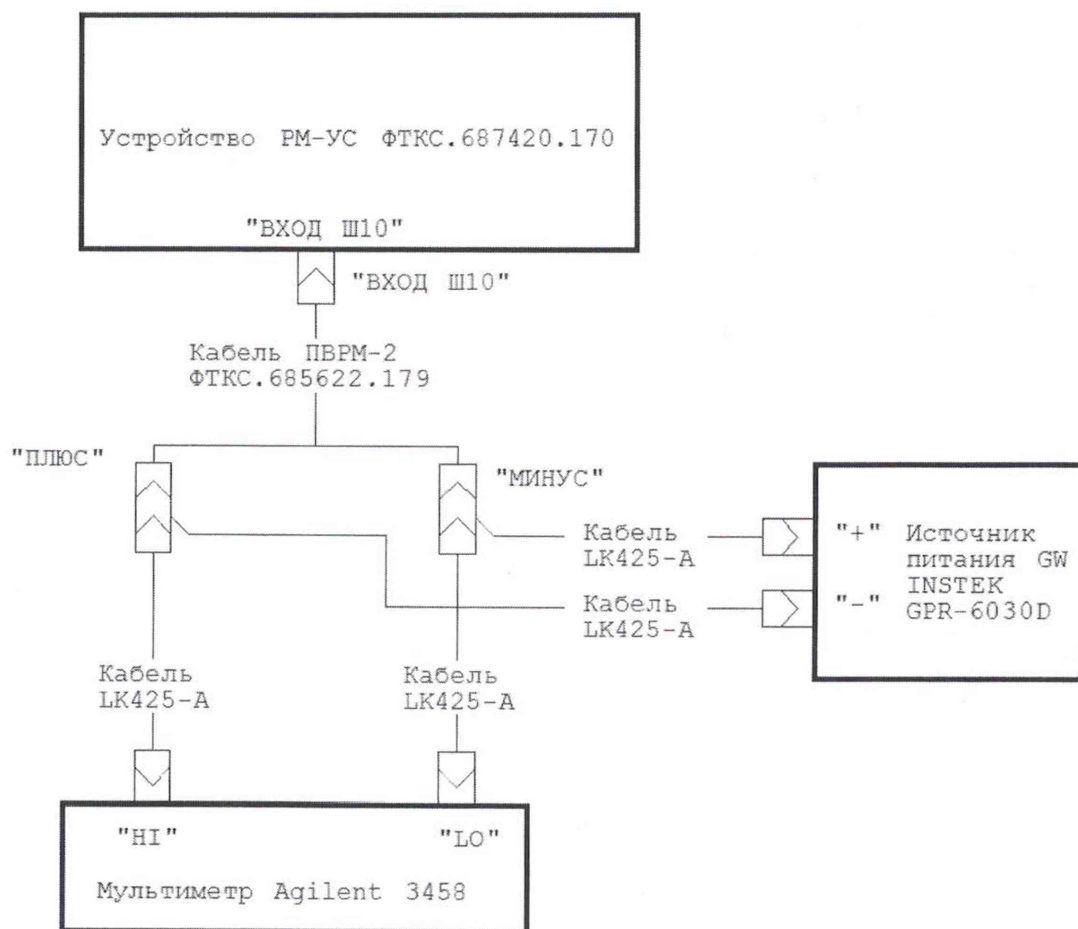 Устройство РМ-УС ФТКС.687420.170
"ВХОД Ш10"
"ВХОД Ш10"
Кабель ПВРМ-2
ФТКС.685622.179
"ПЛЮС"
"МИНУС"
Кабель
LK425-A
"+" Источник
питания GW
INSTEK
"-" GPR-6030D
Кабель
LK425-A
Кабель
LK425-A
Кабель
LK425-A
"HI"
"LO"
Мультиметр Agilent 3458